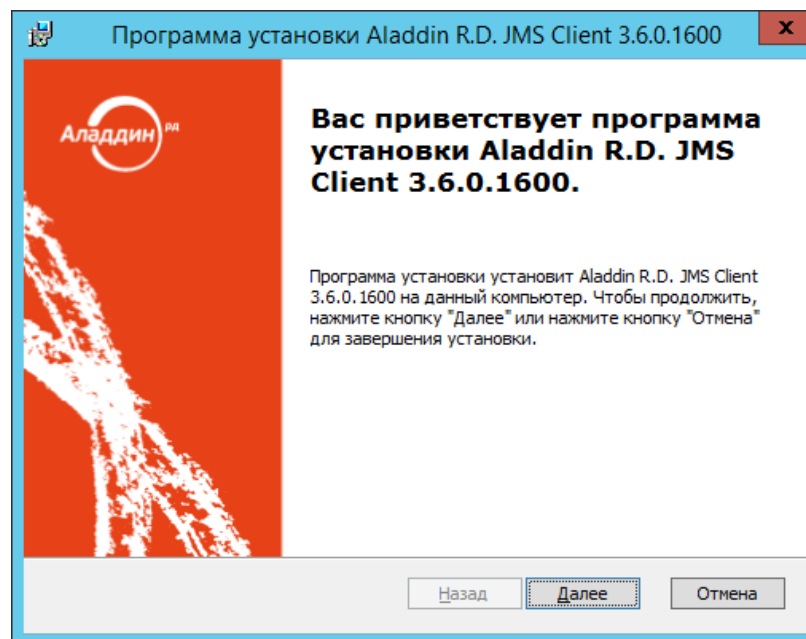 Программа установки Aladdin R.D. JMS Client 3.6.0.1600
x
Аладдин РД
Вас приветствует программа
установки Aladdin R.D. JMS
Client 3.6.0.1600.
Программа установки установит Aladdin R.D. JMS Client
3.6.0.1600 на данный компьютер. Чтобы продолжить,
нажмите кнопку "Далее" или нажмите кнопку "Отмена"
для завершения установки.
Назад Далее Отмена